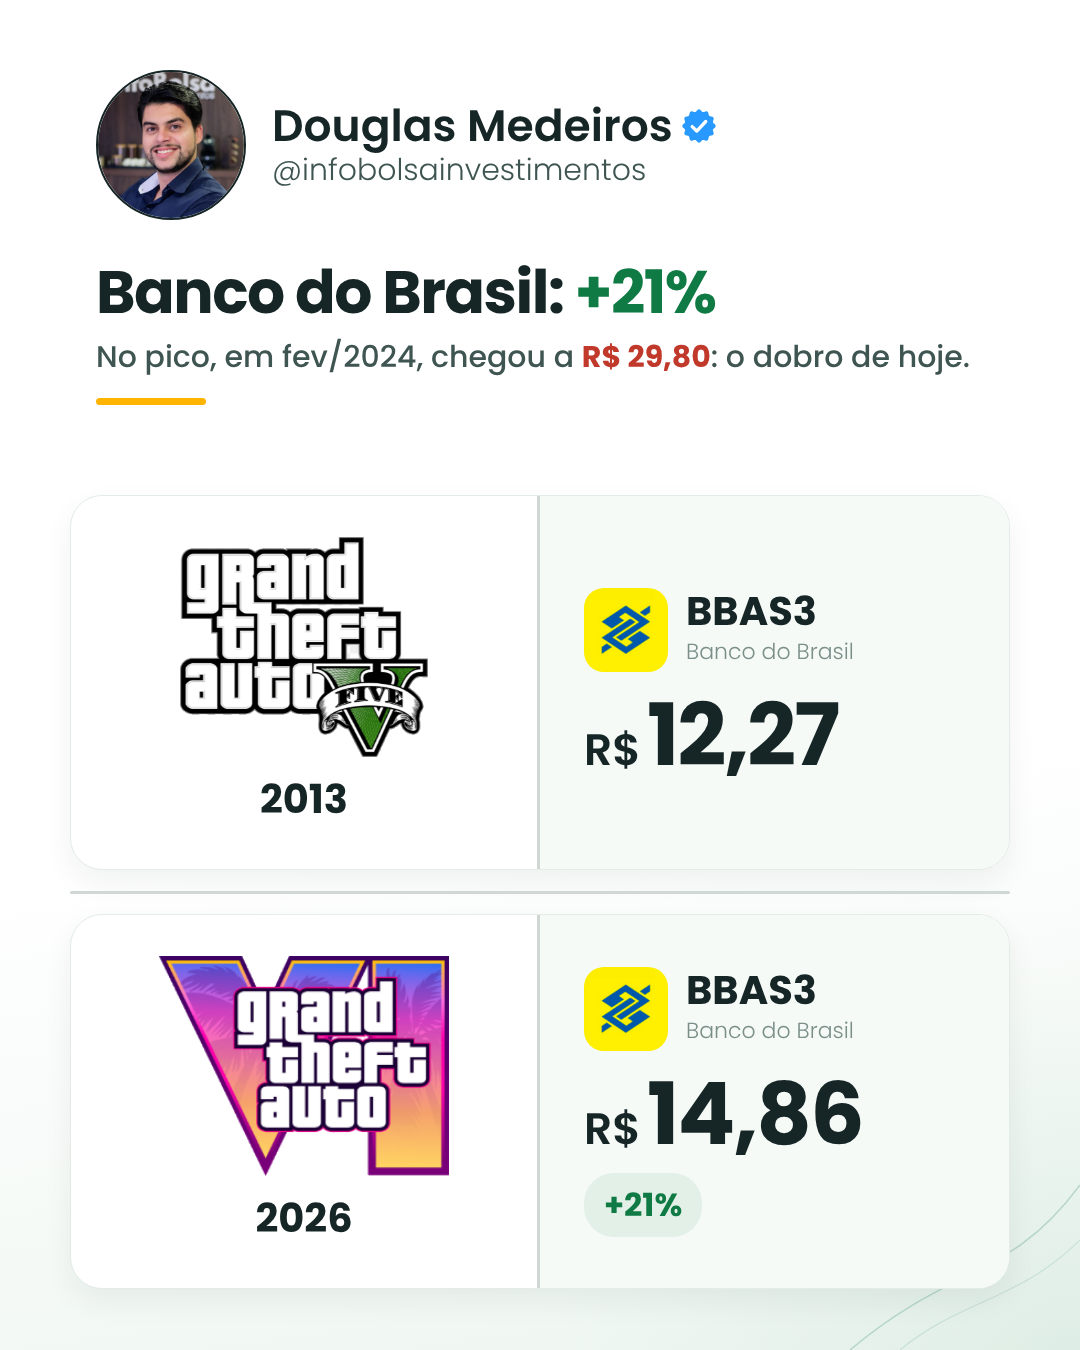 Douglas Medeiros
@infobolsainvestimentos
Banco do Brasil: +21%
No pico, em fev/2024, chegou a R$ 29,80: o dobro de hoje.
grand
theft
auto
FIVE
2013
BBAS3
Banco do Brasil
R$ 12,27
VI
grand
theft
auto
2026
BBAS3
Banco do Brasil
R$ 14,86
+21%